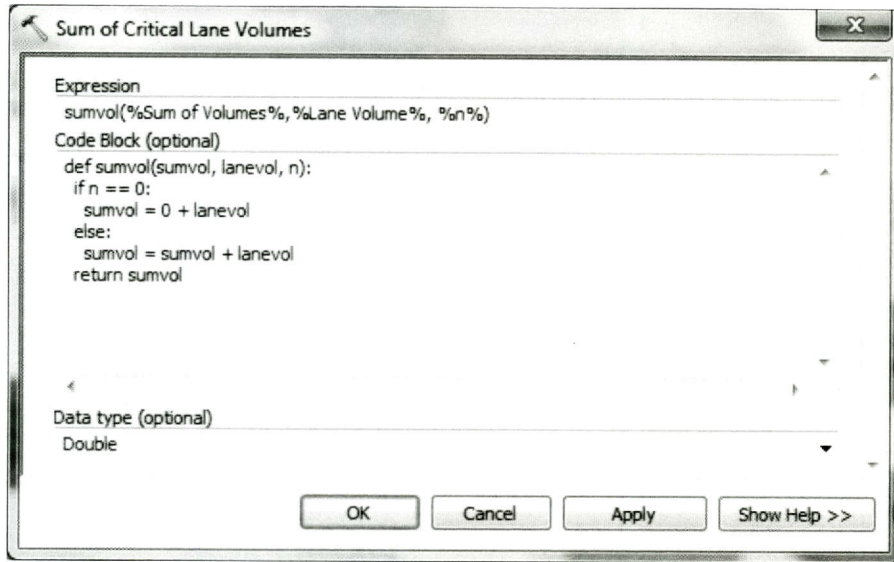 Sum of Critical Lane Volumes
Expression
sumvol(%Sum of Volumes%,%Lane Volume%, %n%)
Code Block (optional)
def sumvol(sumvol, lanevol, n):
if n == 0:
sumvol = 0 + lanevol
else:
sumvol = sumvol + lanevol
return sumvol
Data type (optional)
Double
OK
Cancel
Apply
Show Help >>